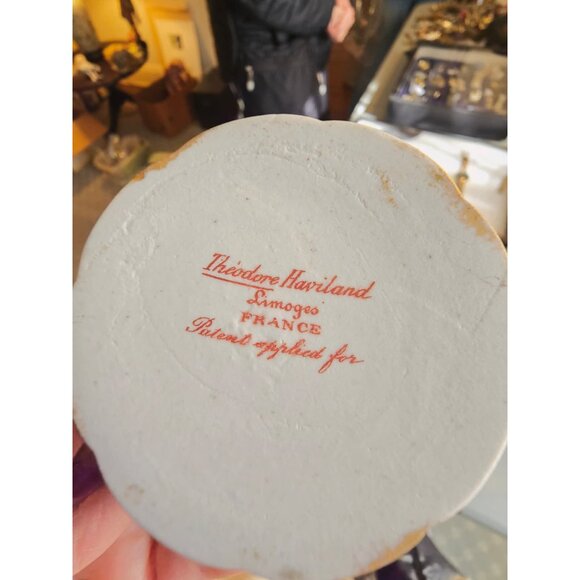 Théodore Haviland
Limoges
FRANCE
Patent applied for